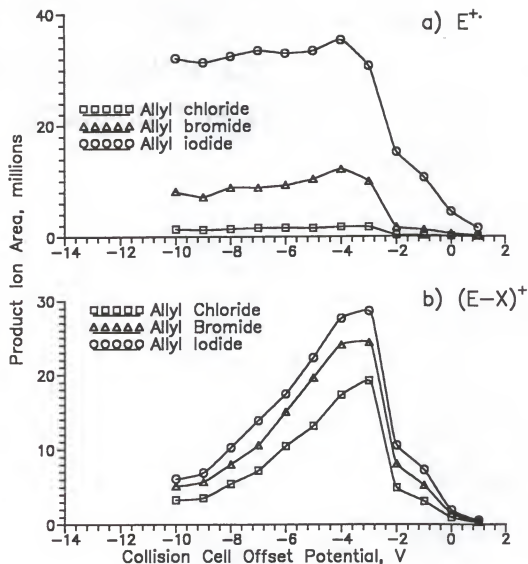 Product Ion Area, millions
40
20
0
a) E+·
Allyl chloride
Allyl bromide
Allyl iodide
−14 −12 −10 −8 −6 −4 −2 0 2
30
20
10
0
b) (E−X)+
Allyl Chloride
Allyl Bromide
Allyl Iodide
−14 −12 −10 −8 −6 −4 −2 0 2
Collision Cell Offset Potential, V